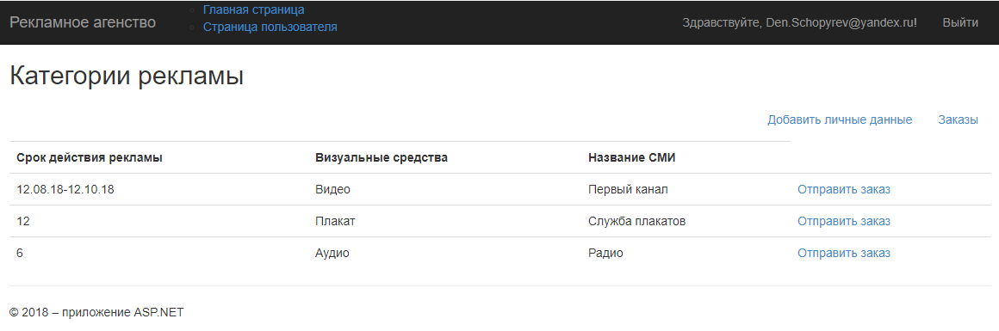 Рекламное агенство
Главная страница
Страница пользователя
Здравствуйте, Den.Schopyrev@yandex.ru!
Выйти
Категории рекламы
Добавить личные данные Заказы
Срок действия рекламы Визуальные средства Название СМИ
12.08.18-12.10.18 Видео Первый канал Отправить заказ
12 Плакат Служба плакатов Отправить заказ
6 Аудио Радио Отправить заказ
© 2018 – приложение ASP.NET